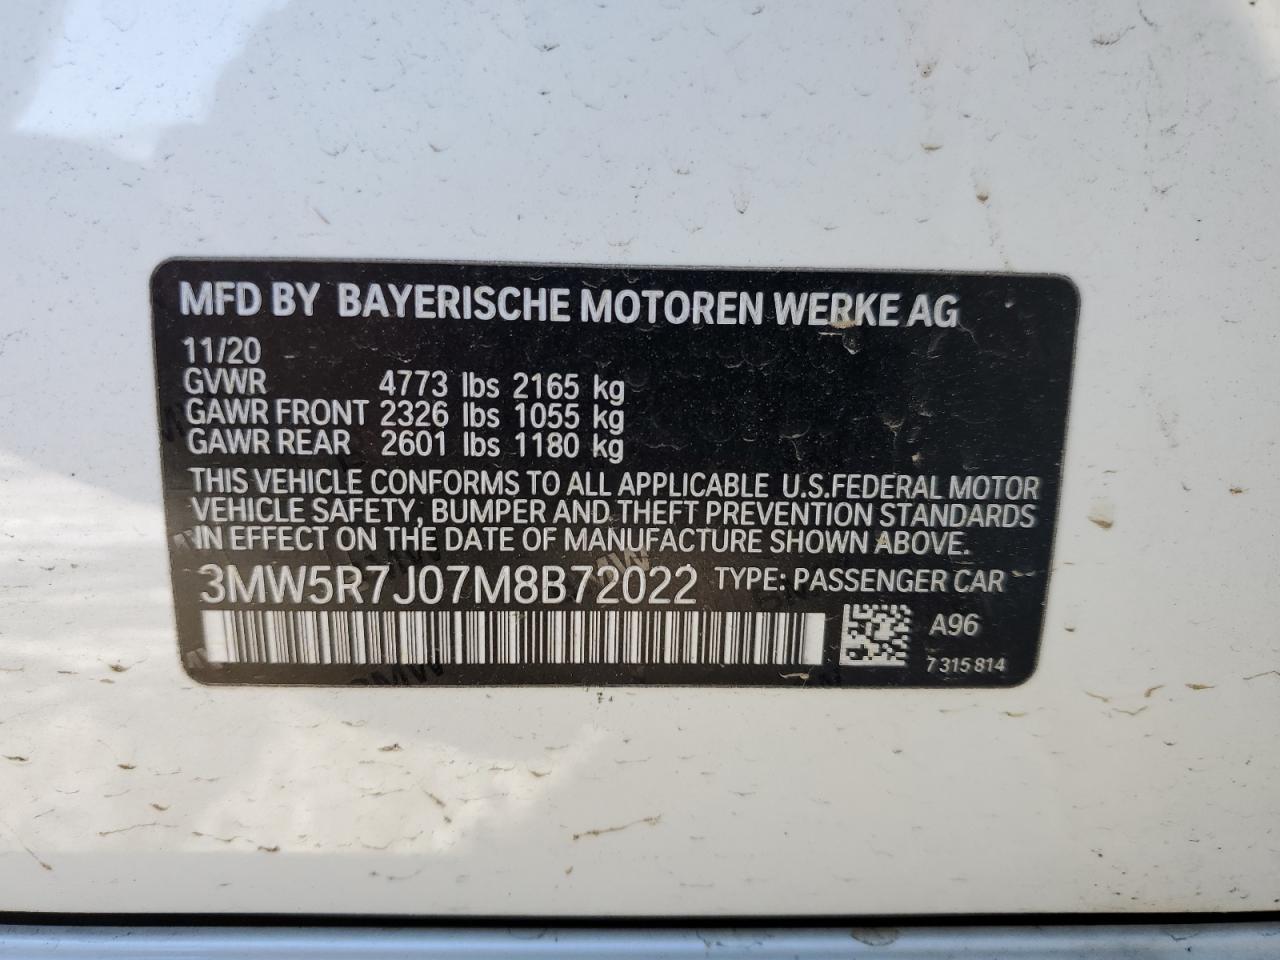 MFD BY BAYERISCHE MOTOREN WERKE AG
11/20
GVWR 4773 lbs 2165 kg
GAWR FRONT 2326 lbs 1055 kg
GAWR REAR 2601 lbs 1180 kg
THIS VEHICLE CONFORMS TO ALL APPLICABLE U.S.FEDERAL MOTOR
VEHICLE SAFETY, BUMPER AND THEFT PREVENTION STANDARDS
IN EFFECT ON THE DATE OF MANUFACTURE SHOWN ABOVE.
3MW5R7J07M8B72022 TYPE: PASSENGER CAR
A96
7 315 814